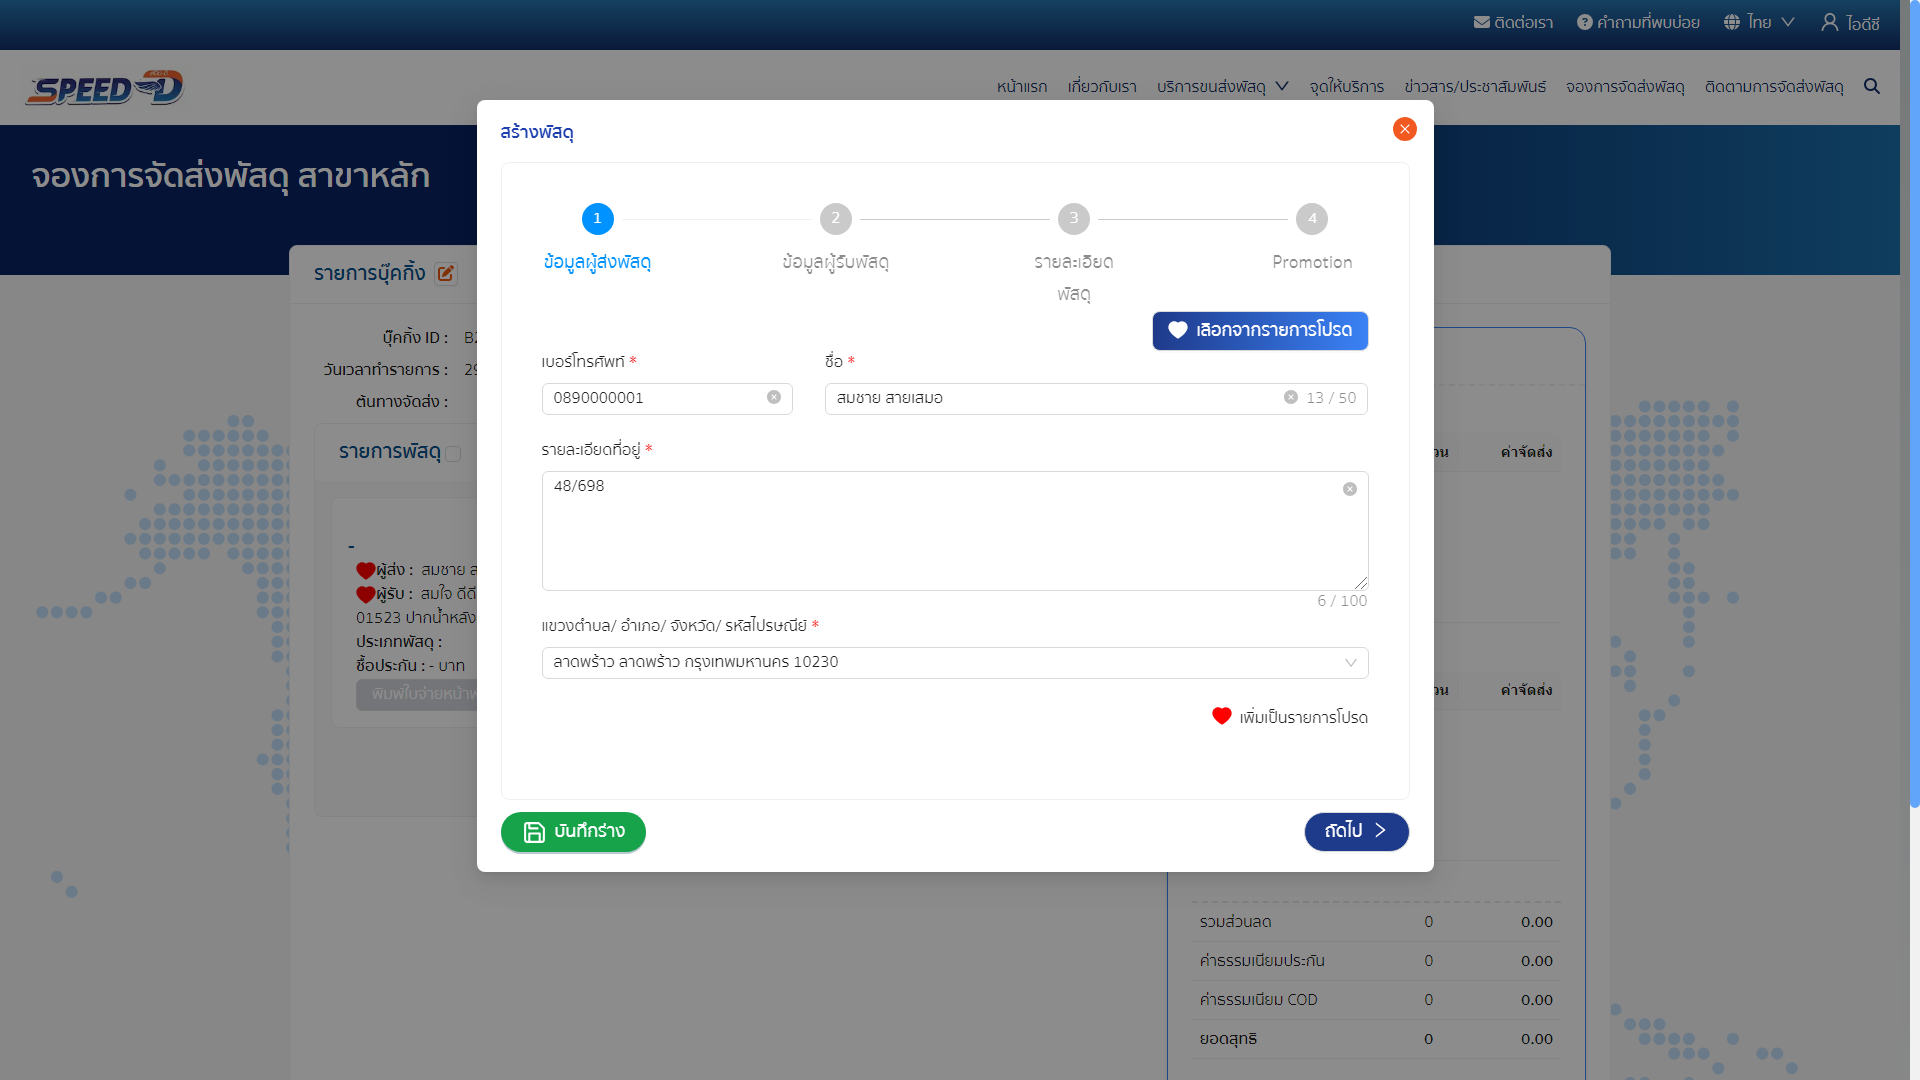 ติดต่อเรา
คำถามที่พบบ่อย
ไทย
ไอดีซี
SPEED D
หน้าแรก
เกี่ยวกับเรา
บริการขนส่งพัสดุ
จุดให้บริการ
ข่าวสาร/ประชาสัมพันธ์
จองการจัดส่งพัสดุ
ติดตามการจัดส่งพัสดุ
จองการจัดส่งพัสดุ สาขาหลัก
รายการบุ๊คกิ้ง
บุ๊คกิ้ง ID :
วันเวลาทำรายการ :
ต้นทางจัดส่ง :
รายการพัสดุ
-
ผู้ส่ง : สมชาย
ผู้รับ : สมใจ ดีดี
01523 ปากน้ำหลัง
ประเภทพัสดุ :
ซื้อประกัน : - บาท
สร้างพัสดุ
1
2
3
4
ข้อมูลผู้ส่งพัสดุ
ข้อมูลผู้รับพัสดุ
รายละเอียด
พัสดุ
Promotion
เลือกจากรายการโปรด
เบอร์โทรศัพท์ *
ชื่อ *
0890000001
สมชาย สายเสมอ
13 / 50
รายละเอียดที่อยู่ *
48/698
6 / 100
แขวงตำบล/ อำเภอ/ จังหวัด/ รหัสไปรษณีย์ *
ลาดพร้าว ลาดพร้าว กรุงเทพมหานคร 10230
เพิ่มเป็นรายการโปรด
บันทึกร่าง
ถัดไป
ค่าจัดส่ง
ค่าจัดส่ง
รวมส่วนลด 0 0.00
ค่าธรรมเนียมประกัน 0 0.00
ค่าธรรมเนียม COD 0 0.00
ยอดสุทธิ 0 0.00